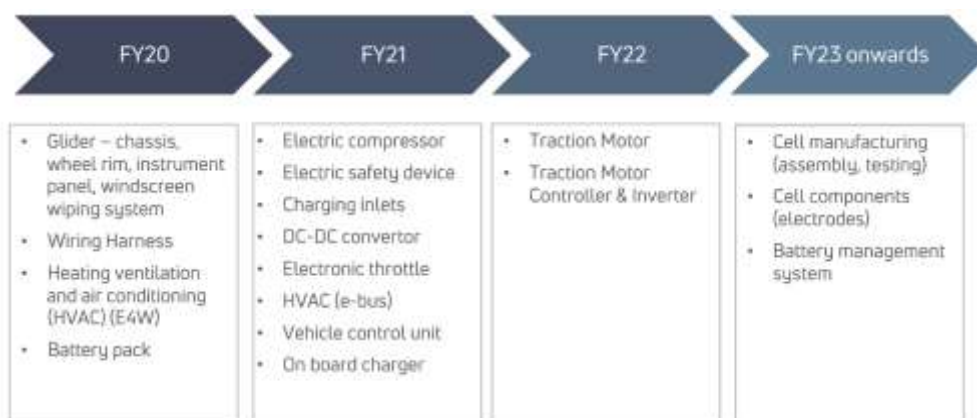 FY20
FY21
FY22
FY23 onwards
• Glider – chassis,
wheel rim, instrument
panel, windscreen
wiping system
• Wiring Harness
• Heating ventilation
and air conditioning
(HVAC) (E4W)
• Battery pack
• Electric compressor
• Electric safety device
• Charging inlets
• DC-DC convertor
• Electronic throttle
• HVAC (e-bus)
• Vehicle control unit
• On board charger
• Traction Motor
• Traction Motor
Controller & Inverter
• Cell manufacturing
(assembly, testing)
• Cell components
(electrodes)
• Battery management
system